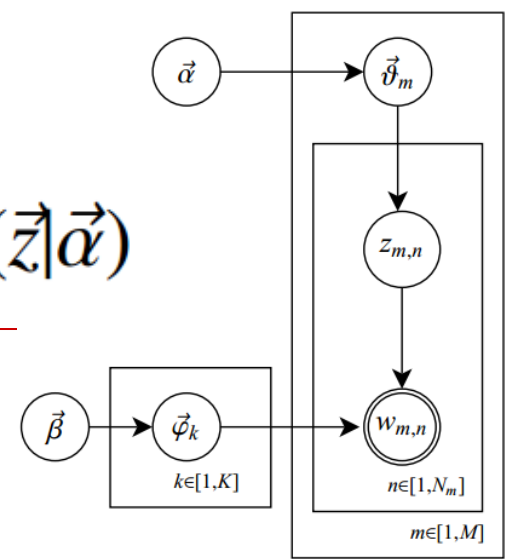 α⃗
ϑ⃗ₘ
(z⃗|α⃗)
zₘ,ₙ
β⃗
φ⃗ₖ
wₘ,ₙ
k∈[1,K]
n∈[1,Nₘ]
m∈[1,M]